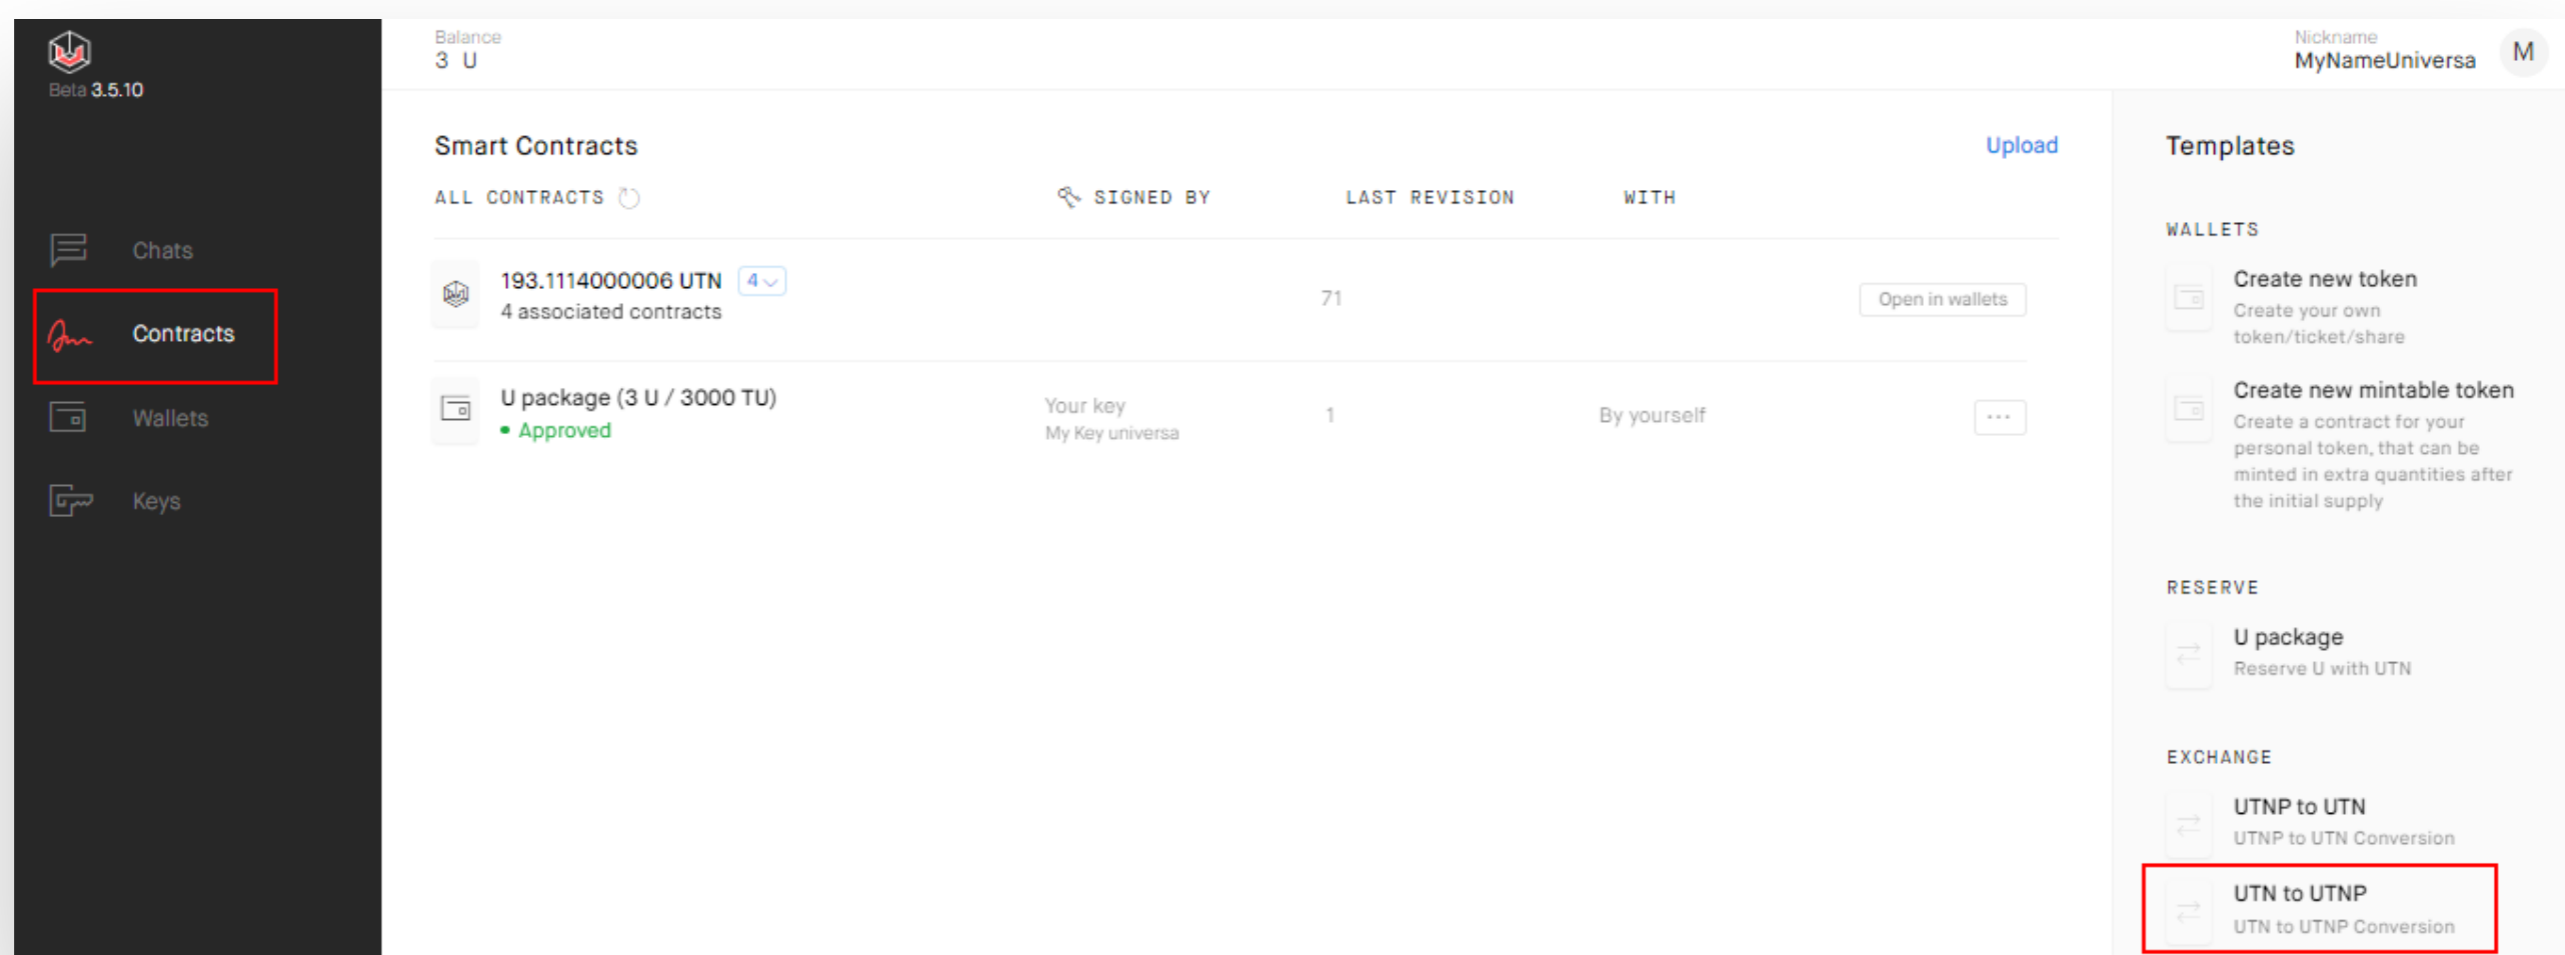 Beta 3.5.10
Chats
Contracts
Wallets
Keys
Balance
3 U
Nickname
MyNameUniversa
M
Smart Contracts
Upload
ALL CONTRACTS
SIGNED BY
LAST REVISION
WITH
193.1114000006 UTN
4
4 associated contracts
71
Open in wallets
U package (3 U / 3000 TU)
Approved
Your key
My Key universa
1
By yourself
...
Templates
WALLETS
Create new token
Create your own
token/ticket/share
Create new mintable token
Create a contract for your
personal token, that can be
minted in extra quantities after
the initial supply
RESERVE
U package
Reserve U with UTN
EXCHANGE
UTNP to UTN
UTNP to UTN Conversion
UTN to UTNP
UTN to UTNP Conversion